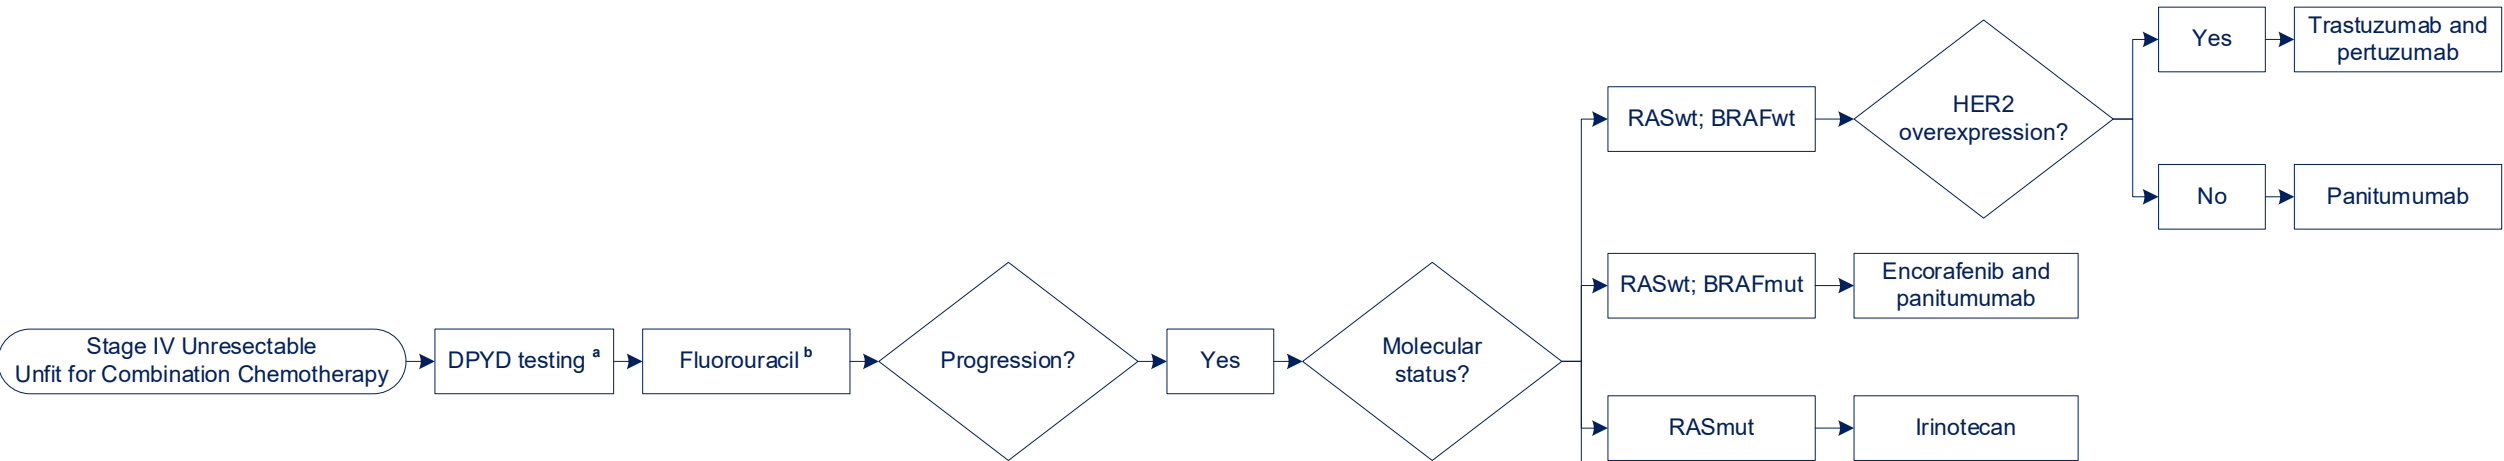 Stage IV Unresectable
Unfit for Combination Chemotherapy
DPYD testing a
Fluorouracil b
Progression?
Yes
Molecular
status?
RASwt; BRAFwt
HER2
overexpression?
Yes
Trastuzumab and
pertuzumab
No
Panitumumab
RASwt; BRAFmut
Encorafenib and
panitumumab
RASmut
Irinotecan